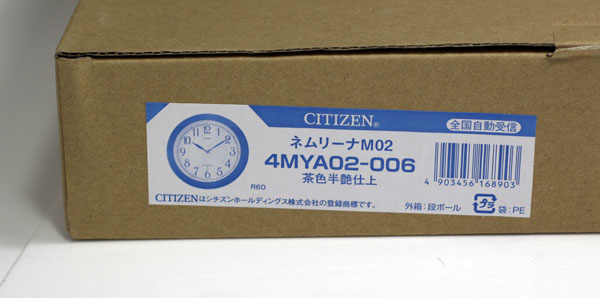 CITIZEN®
全国自動受信
ネムリーナM02
4MYA02-006
茶色半艶仕上
R60
4 903456 168903
CITIZENはシチズンホールディングス株式会社の登録商標です。
外箱:段ボール
プラ 袋:PE